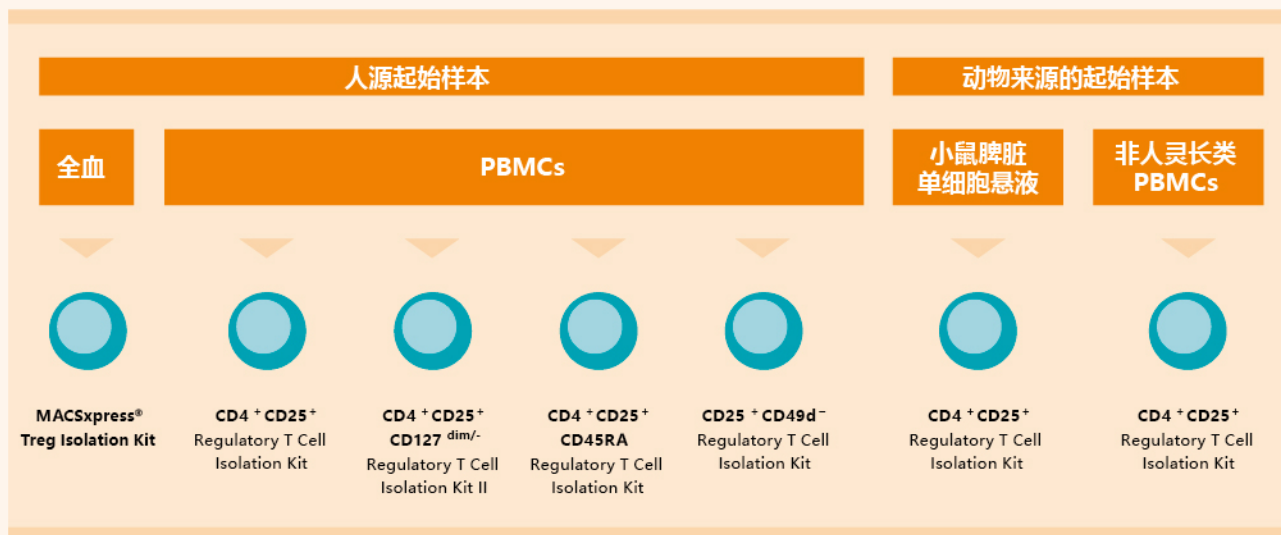 人源起始样本
动物来源的起始样本
全血
PBMCs
小鼠脾脏
单细胞悬液
非人灵长类
PBMCs
MACSxpress®
Treg Isolation Kit
CD4⁺CD25⁺
Regulatory T Cell
Isolation Kit
CD4⁺CD25⁺
CD127 dim/-
Regulatory T Cell
Isolation Kit II
CD4⁺CD25⁺
CD45RA
Regulatory T Cell
Isolation Kit
CD25⁺CD49d⁻
Regulatory T Cell
Isolation Kit
CD4⁺CD25⁺
Regulatory T Cell
Isolation Kit
CD4⁺CD25⁺
Regulatory T Cell
Isolation Kit